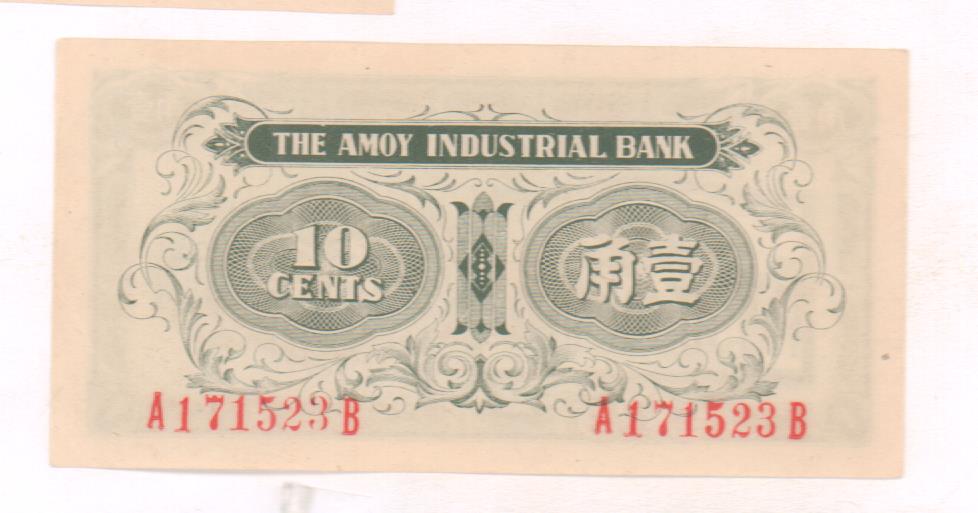 THE AMOY INDUSTRIAL BANK
10
CENTS
角壹
A171523B
A171523B